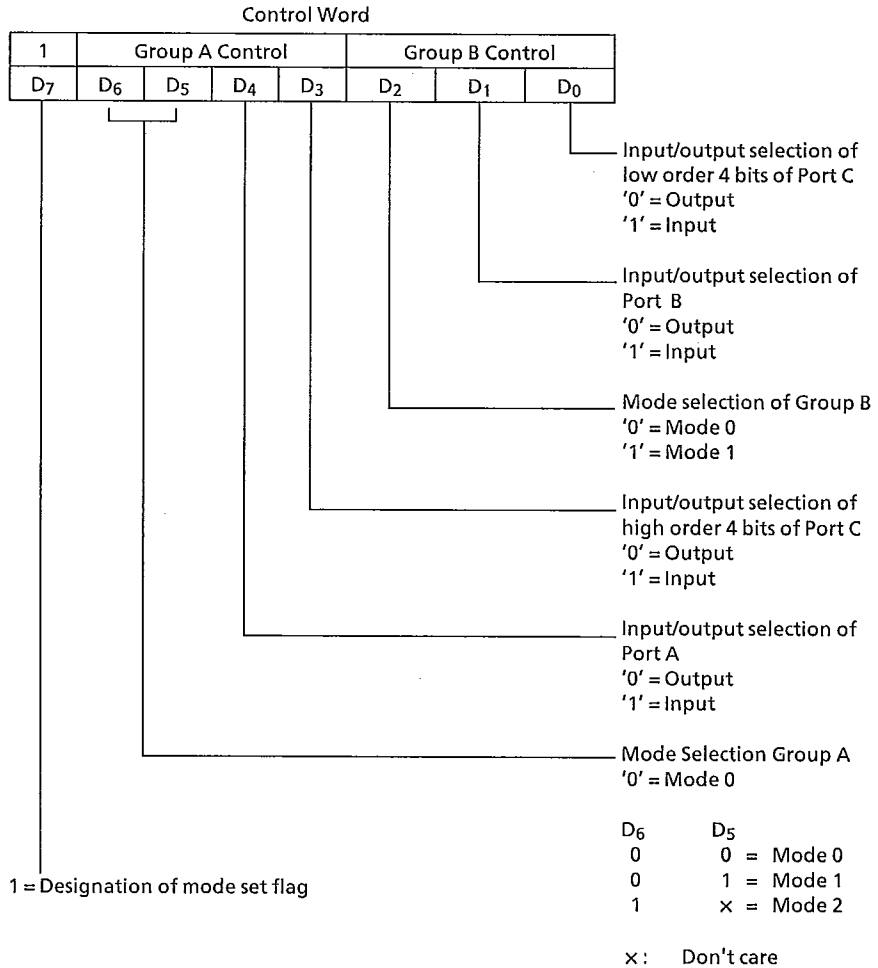 Control Word
1 Group A Control Group B Control
D7 D6 D5 D4 D3 D2 D1 D0
Input/output selection of
low order 4 bits of Port C
'0' = Output
'1' = Input
Input/output selection of
Port B
'0' = Output
'1' = Input
Mode selection of Group B
'0' = Mode 0
'1' = Mode 1
Input/output selection of
high order 4 bits of Port C
'0' = Output
'1' = Input
Input/output selection of
Port A
'0' = Output
'1' = Input
Mode Selection Group A
'0' = Mode 0
D6 D5
0 0 = Mode 0
0 1 = Mode 1
1 × = Mode 2
× : Don't care
1 = Designation of mode set flag